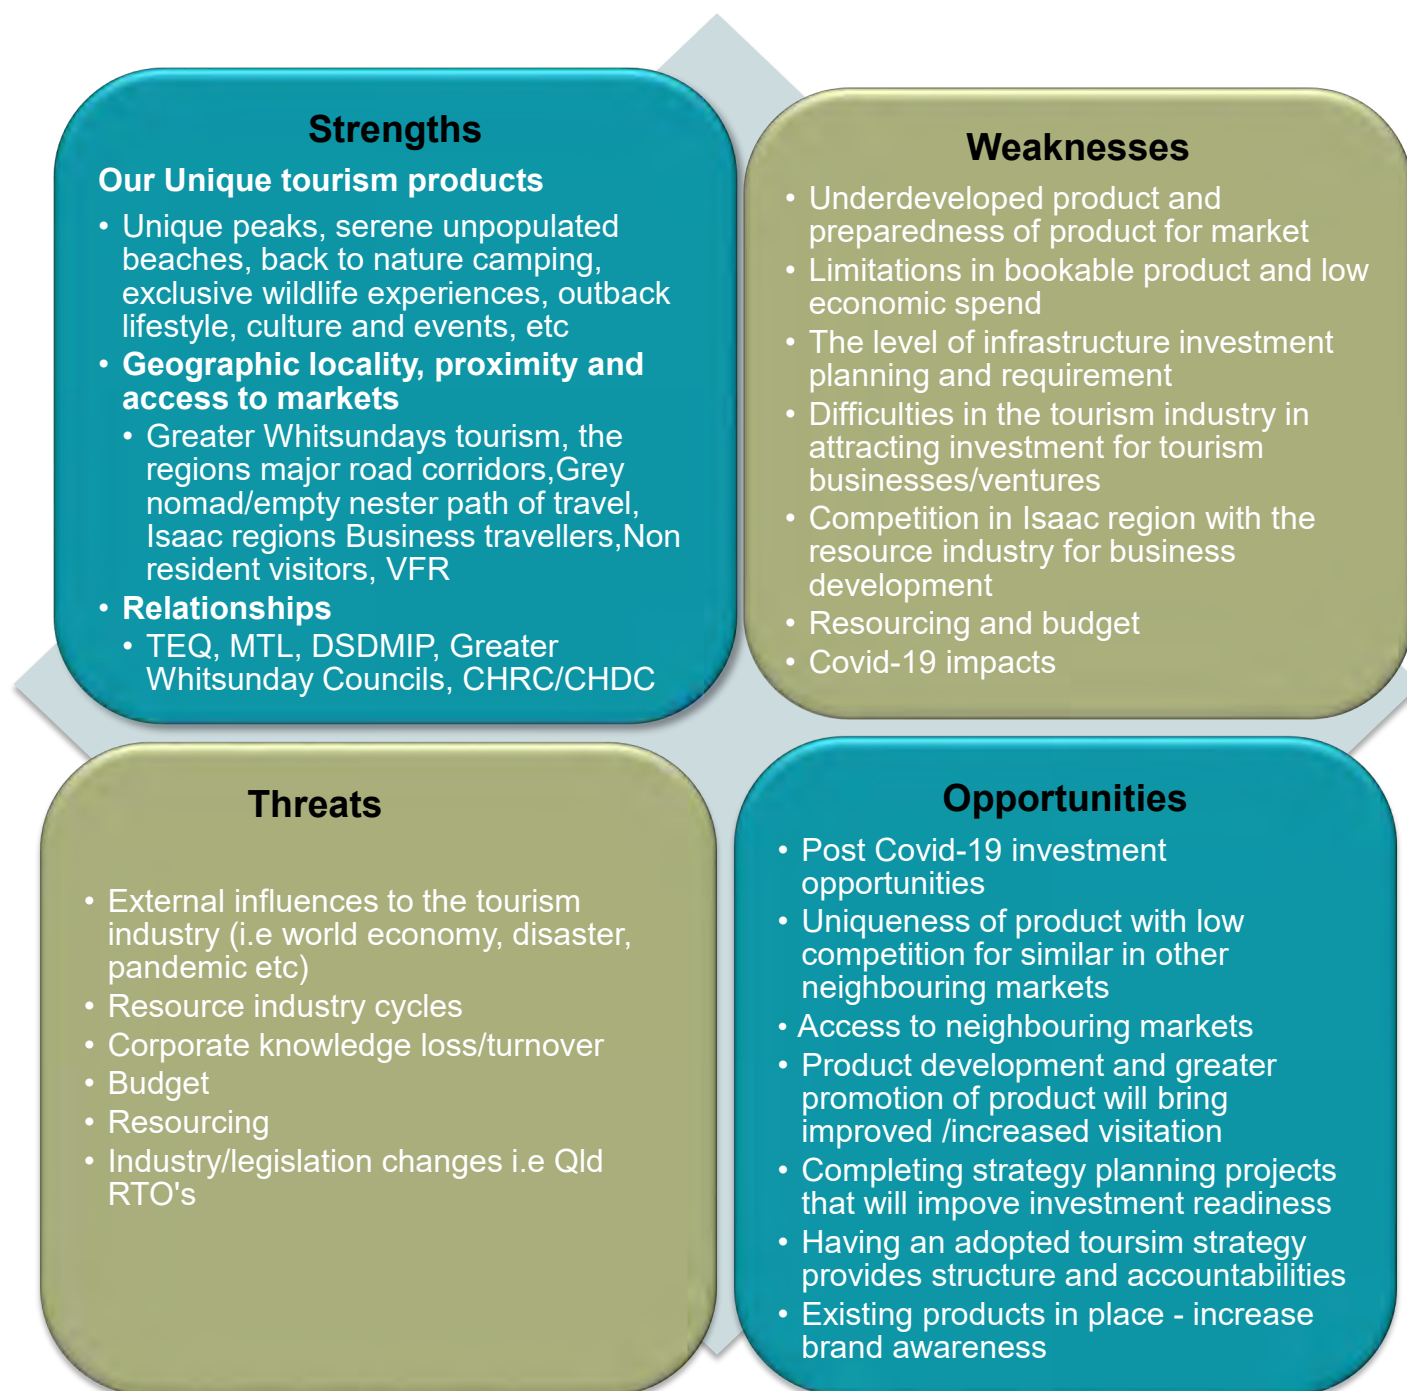 Strengths
Our Unique tourism products
• Unique peaks, serene unpopulated
beaches, back to nature camping,
exclusive wildlife experiences, outback
lifestyle, culture and events, etc
• Geographic locality, proximity and
access to markets
• Greater Whitsundays tourism, the
regions major road corridors,Grey
nomad/empty nester path of travel,
Isaac regions Business travellers,Non
resident visitors, VFR
• Relationships
• TEQ, MTL, DSDMIP, Greater
Whitsunday Councils, CHRC/CHDC
Weaknesses
• Underdeveloped product and
preparedness of product for market
• Limitations in bookable product and low
economic spend
• The level of infrastructure investment
planning and requirement
• Difficulties in the tourism industry in
attracting investment for tourism
businesses/ventures
• Competition in Isaac region with the
resource industry for business
development
• Resourcing and budget
• Covid-19 impacts
Threats
• External influences to the tourism
industry (i.e world economy, disaster,
pandemic etc)
• Resource industry cycles
• Corporate knowledge loss/turnover
• Budget
• Resourcing
• Industry/legislation changes i.e Qld
RTO's
Opportunities
• Post Covid-19 investment
opportunities
• Uniqueness of product with low
competition for similar in other
neighbouring markets
• Access to neighbouring markets
• Product development and greater
promotion of product will bring
improved /increased visitation
• Completing strategy planning projects
that will impove investment readiness
• Having an adopted toursim strategy
provides structure and accountabilities
• Existing products in place - increase
brand awareness